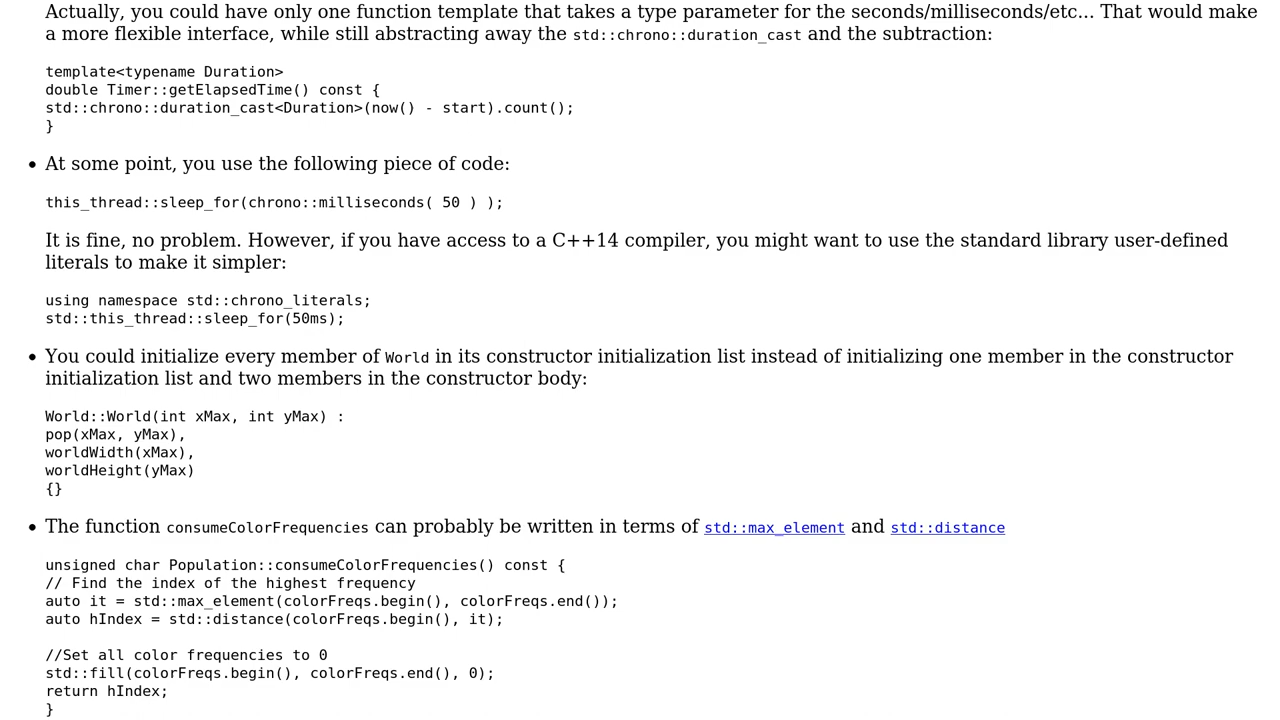 Actually, you could have only one function template that takes a type parameter for the seconds/milliseconds/etc... That would make
a more flexible interface, while still abstracting away the std::chrono::duration_cast and the subtraction:
template<typename Duration>
double Timer::getElapsedTime() const {
std::chrono::duration_cast<Duration>(now() - start).count();
}
• At some point, you use the following piece of code:
this_thread::sleep_for(chrono::milliseconds( 50 ) );
It is fine, no problem. However, if you have access to a C++14 compiler, you might want to use the standard library user-defined
literals to make it simpler:
using namespace std::chrono_literals;
std::this_thread::sleep_for(50ms);
• You could initialize every member of World in its constructor initialization list instead of initializing one member in the constructor
initialization list and two members in the constructor body:
World::World(int xMax, int yMax) :
pop(xMax, yMax),
worldWidth(xMax),
worldHeight(yMax)
{}
• The function consumeColorFrequencies can probably be written in terms of std::max_element and std::distance
unsigned char Population::consumeColorFrequencies() const {
// Find the index of the highest frequency
auto it = std::max_element(colorFreqs.begin(), colorFreqs.end());
auto hIndex = std::distance(colorFreqs.begin(), it);
//Set all color frequencies to 0
std::fill(colorFreqs.begin(), colorFreqs.end(), 0);
return hIndex;
}